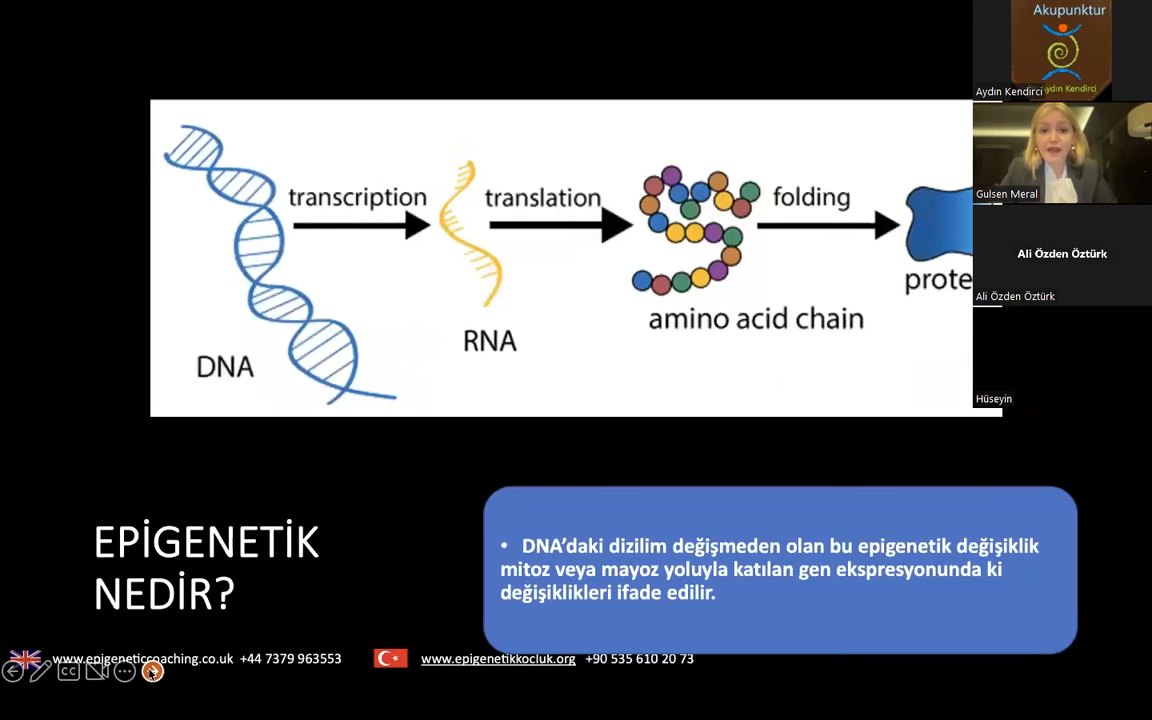 Akupunktur
Aydın Kendirci
Aydın Kendirci
Gulsen Meral
Ali Özden Öztürk
Ali Özden Öztürk
Hüseyin
transcription
translation
folding
DNA
RNA
amino acid chain
prote
EPİGENETİK
NEDİR?
• DNA’daki dizilim değişmeden olan bu epigenetik değişiklik
mitoz veya mayoz yoluyla katılan gen ekspresyonunda ki
değişiklikleri ifade edilir.
www.epigeneticcoaching.co.uk +44 7379 963553
www.epigenetikkocluk.org +90 535 610 20 73
CC